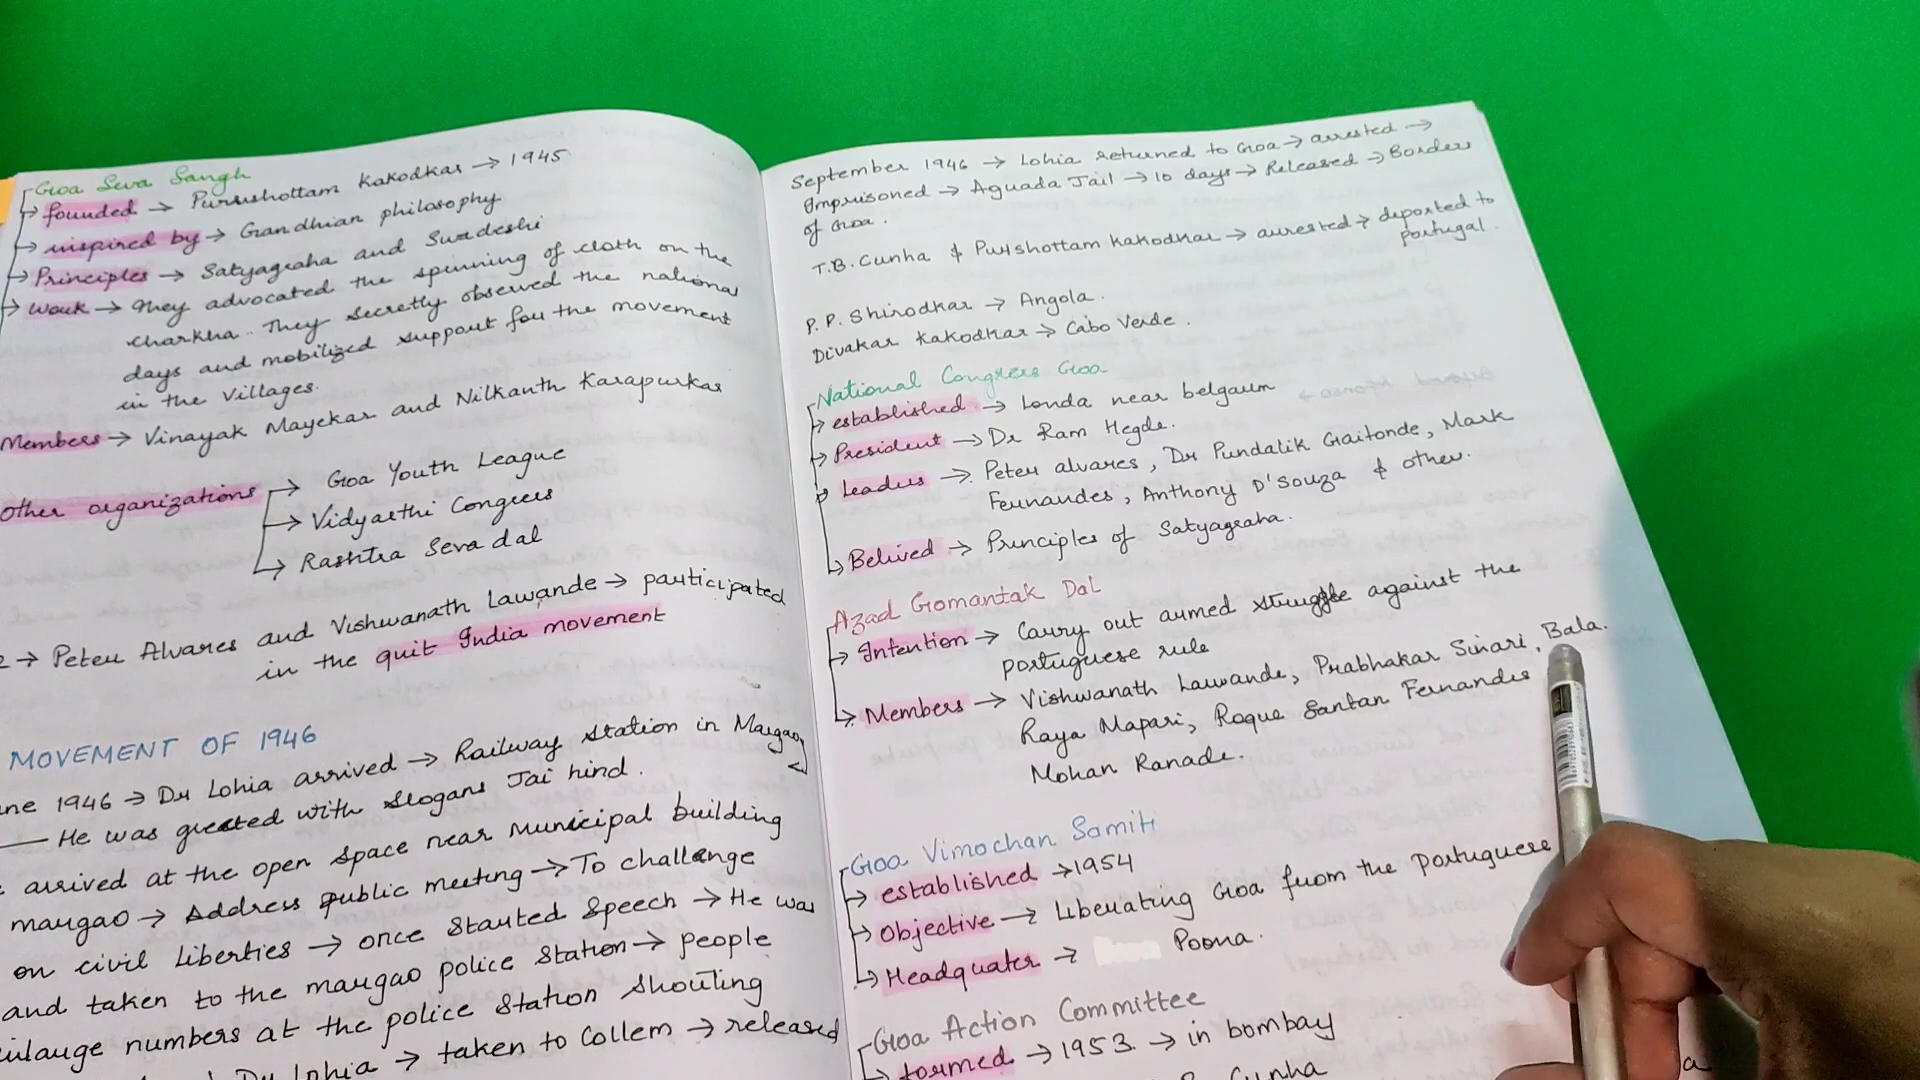 Goa Seva Sangh
founded → Purushottam Kakodkar → 1945
inspired by → Gandhian philosophy
Principles → Satyagraha and Swadeshi
Work → They advocated the spinning of cloth on the
charkha. They secretly observed the national
days and mobilized support for the movement
in the Villages.
Members → Vinayak Mayekar and Nilkanth Karapurkar
Other organizations → Goa Youth League
→ Vidyarthi Congress
→ Rashtra Seva dal
2 → Peter Alvares and Vishwanath Lawande → participated
in the quit India movement
MOVEMENT OF 1946
ne 1946 → Dr Lohia arrived → Railway Station in Margao
— He was greeted with slogans Jai hind.
arrived at the open space near Municipal building
margao → Address public meeting → To challenge
on civil liberties → once Started Speech → He was
and taken to the margao police Station → people
large numbers at the police Station Shouting
Dr Lohia → taken to Collem → released
September 1946 → Lohia returned to Goa → arrested →
Imprisoned → Aguada Jail → 10 days → Released → Borders
of Goa.
T.B. Cunha & Purshottam Kakodkar → arrested → deported to
Portugal.
P. P. Shirodkar → Angola.
Divakar Kakodkar → Cabo Verde.
National Congress Goa
established → Londa near belgaum
President → Dr Ram Hegde.
Leaders → Peter alvares, Dr Pundalik Gaitonde, Mark
Fernandes, Anthony D'Souza & other.
Belived → Principles of Satyagraha.
Azad Gomantak Dal
Intention → Carry out armed struggle against the
portuguese rule
Members → Vishwanath Lawande, Prabhakar Sinari, Bala.
Raya Mapari, Roque Santan Fernandes
Mohan Ranade.
Goa Vimochan Samiti
established → 1954
Objective → Liberating Goa from the Portuguese
Headquater → Poona.
Goa Action Committee
formed → 1953 → in bombay
Cunha
a